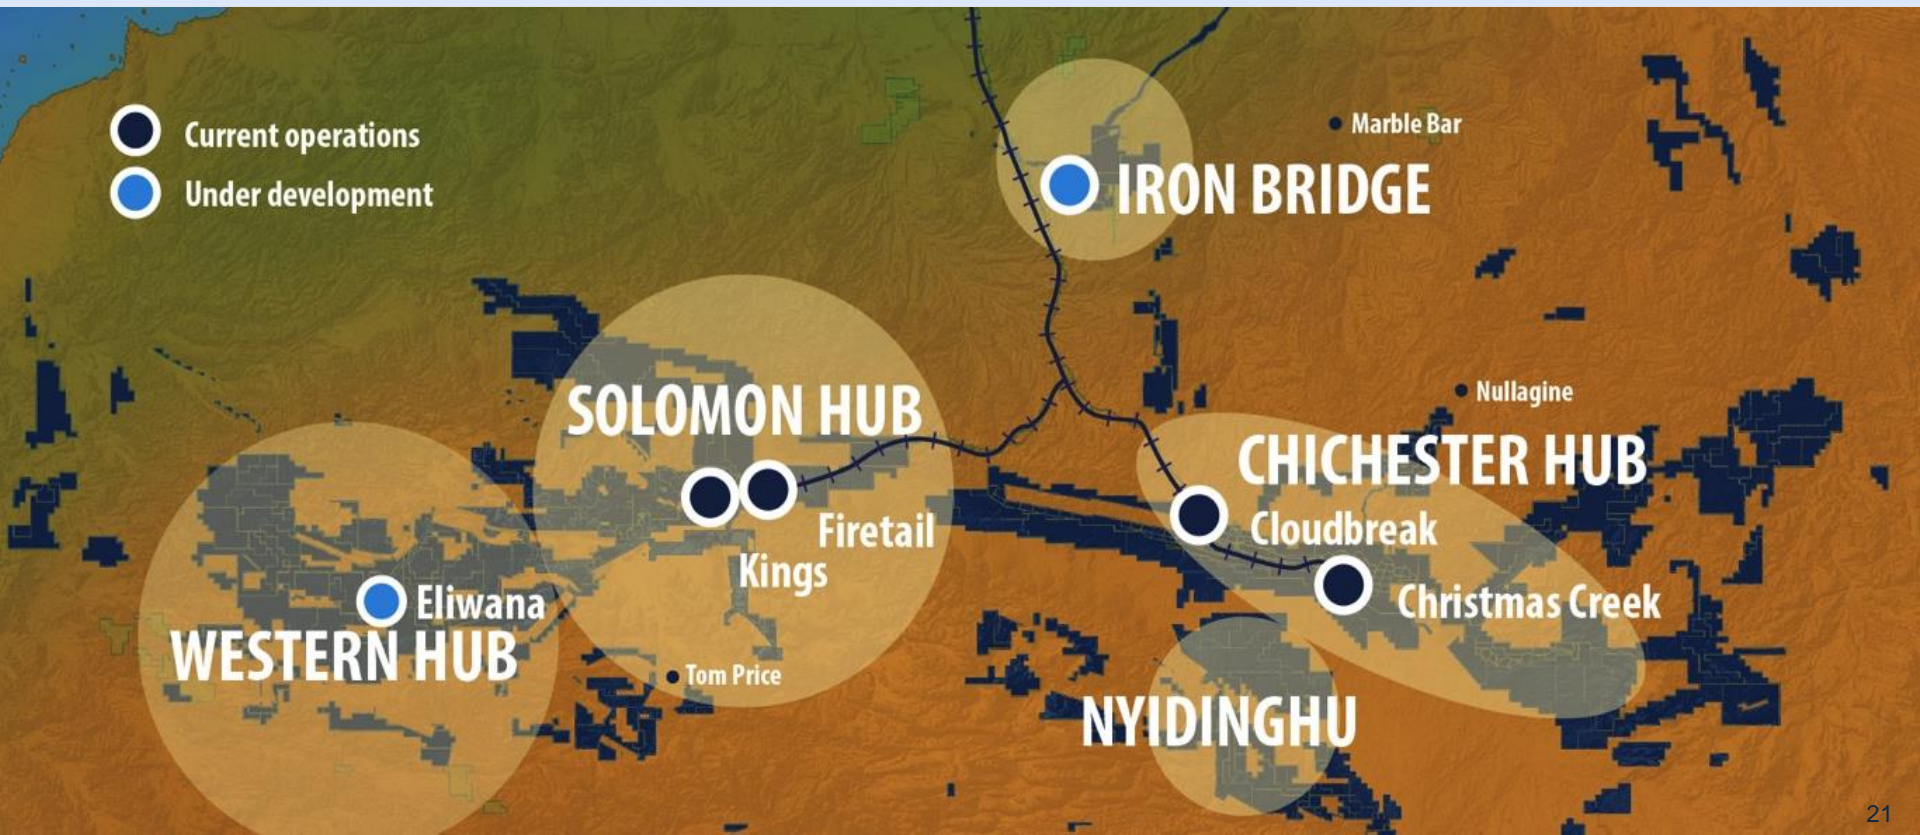 Current operations
Under development
Marble Bar
IRON BRIDGE
SOLOMON HUB
Nullagine
CHICHESTER HUB
Firetail
Cloudbreak
Kings
Eliwana
Christmas Creek
WESTERN HUB
Tom Price
NYIDINGHU
21